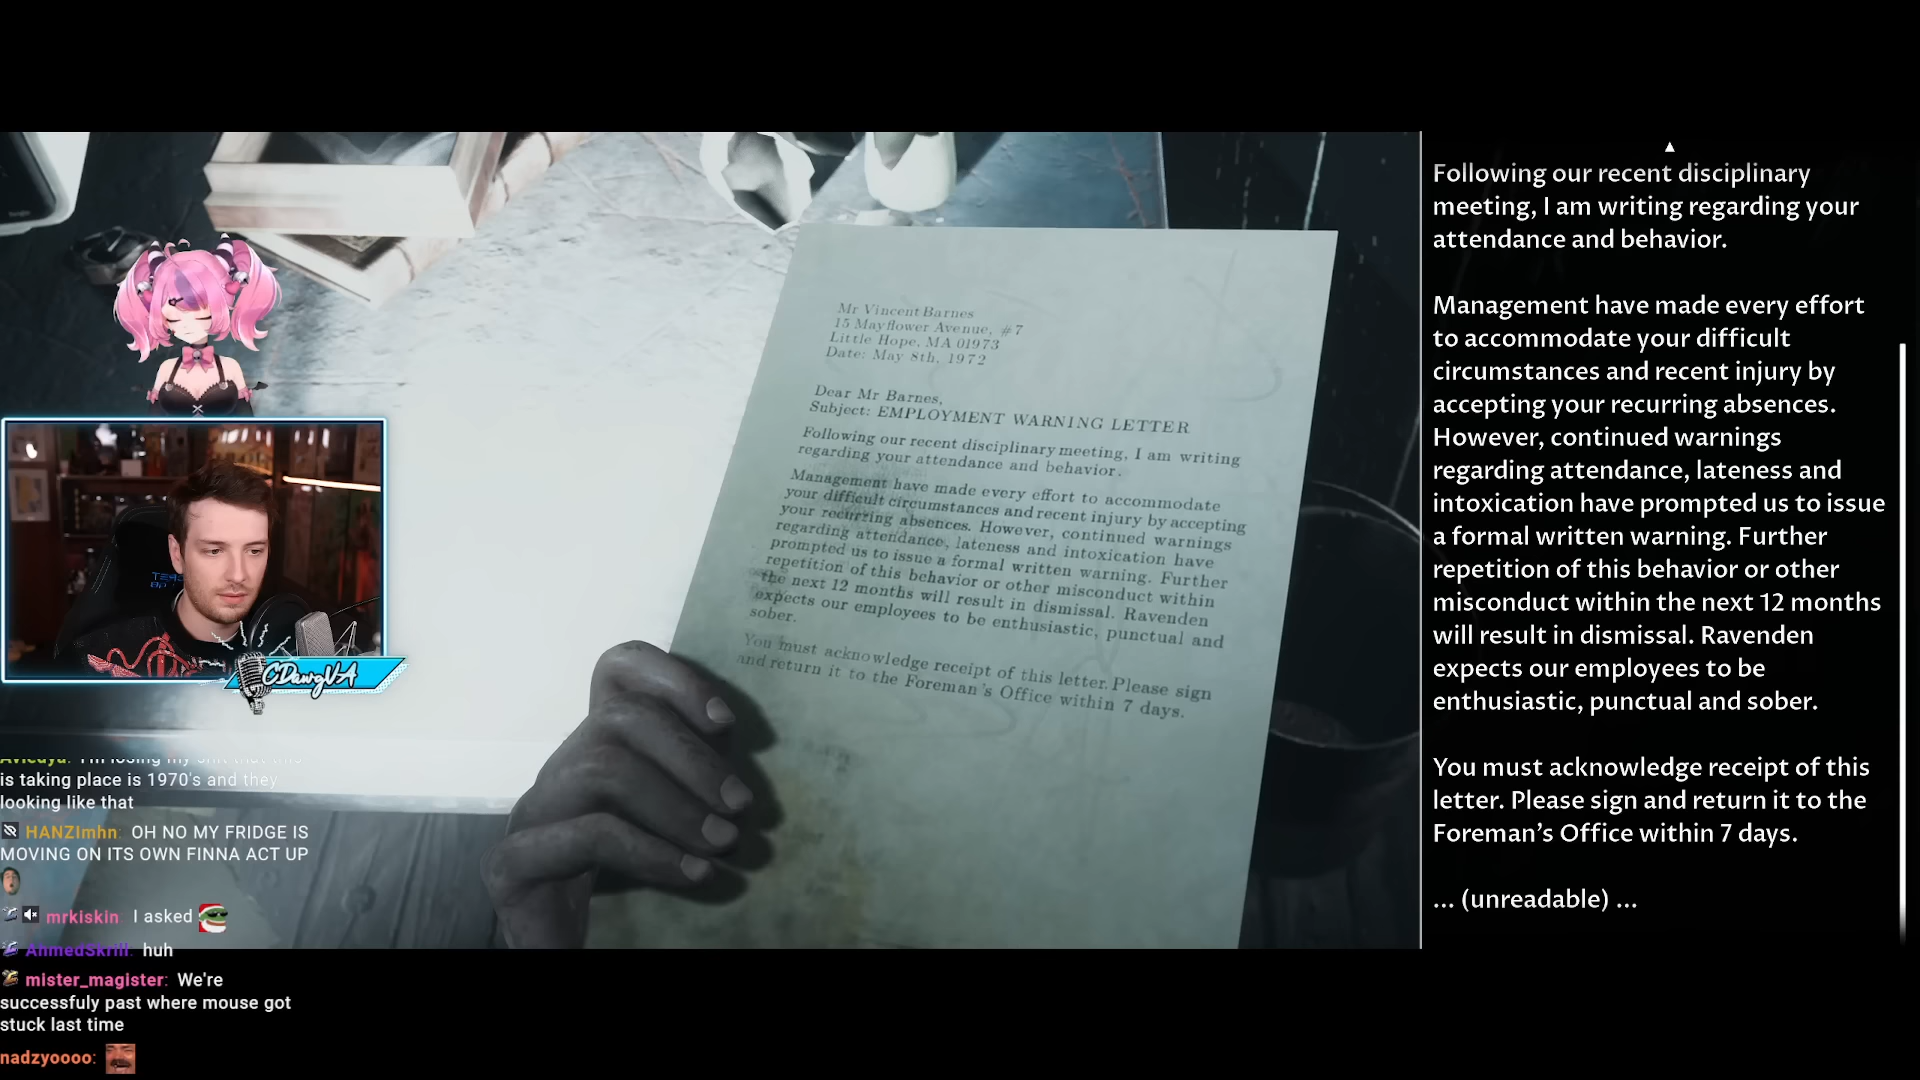 Mr Vincent Barnes
15 Mayflower Avenue, #7
Little Hope, MA 01973
Date: May 8th, 1972
Dear Mr Barnes,
Subject: EMPLOYMENT WARNING LETTER
Following our recent disciplinary meeting, I am writing
regarding your attendance and behavior.
Management have made every effort to accommodate
your difficult circumstances and recent injury by accepting
your recurring absences. However, continued warnings
regarding attendance, lateness and intoxication have
prompted us to issue a formal written warning. Further
repetition of this behavior or other misconduct within
the next 12 months will result in dismissal. Ravenden
expects our employees to be enthusiastic, punctual and
sober.
You must acknowledge receipt of this letter. Please sign
and return it to the Foreman's Office within 7 days.
Following our recent disciplinary
meeting, I am writing regarding your
attendance and behavior.
Management have made every effort
to accommodate your difficult
circumstances and recent injury by
accepting your recurring absences.
However, continued warnings
regarding attendance, lateness and
intoxication have prompted us to issue
a formal written warning. Further
repetition of this behavior or other
misconduct within the next 12 months
will result in dismissal. Ravenden
expects our employees to be
enthusiastic, punctual and sober.
You must acknowledge receipt of this
letter. Please sign and return it to the
Foreman's Office within 7 days.
... (unreadable) ...
CDawgVA
is taking place is 1970's and they
looking like that
HANZImhn: OH NO MY FRIDGE IS
MOVING ON ITS OWN FINNA ACT UP
mrkiskin: I asked
AhmedSkrill: huh
mister_magister: We're
successfuly past where mouse got
stuck last time
nadzyoooo: